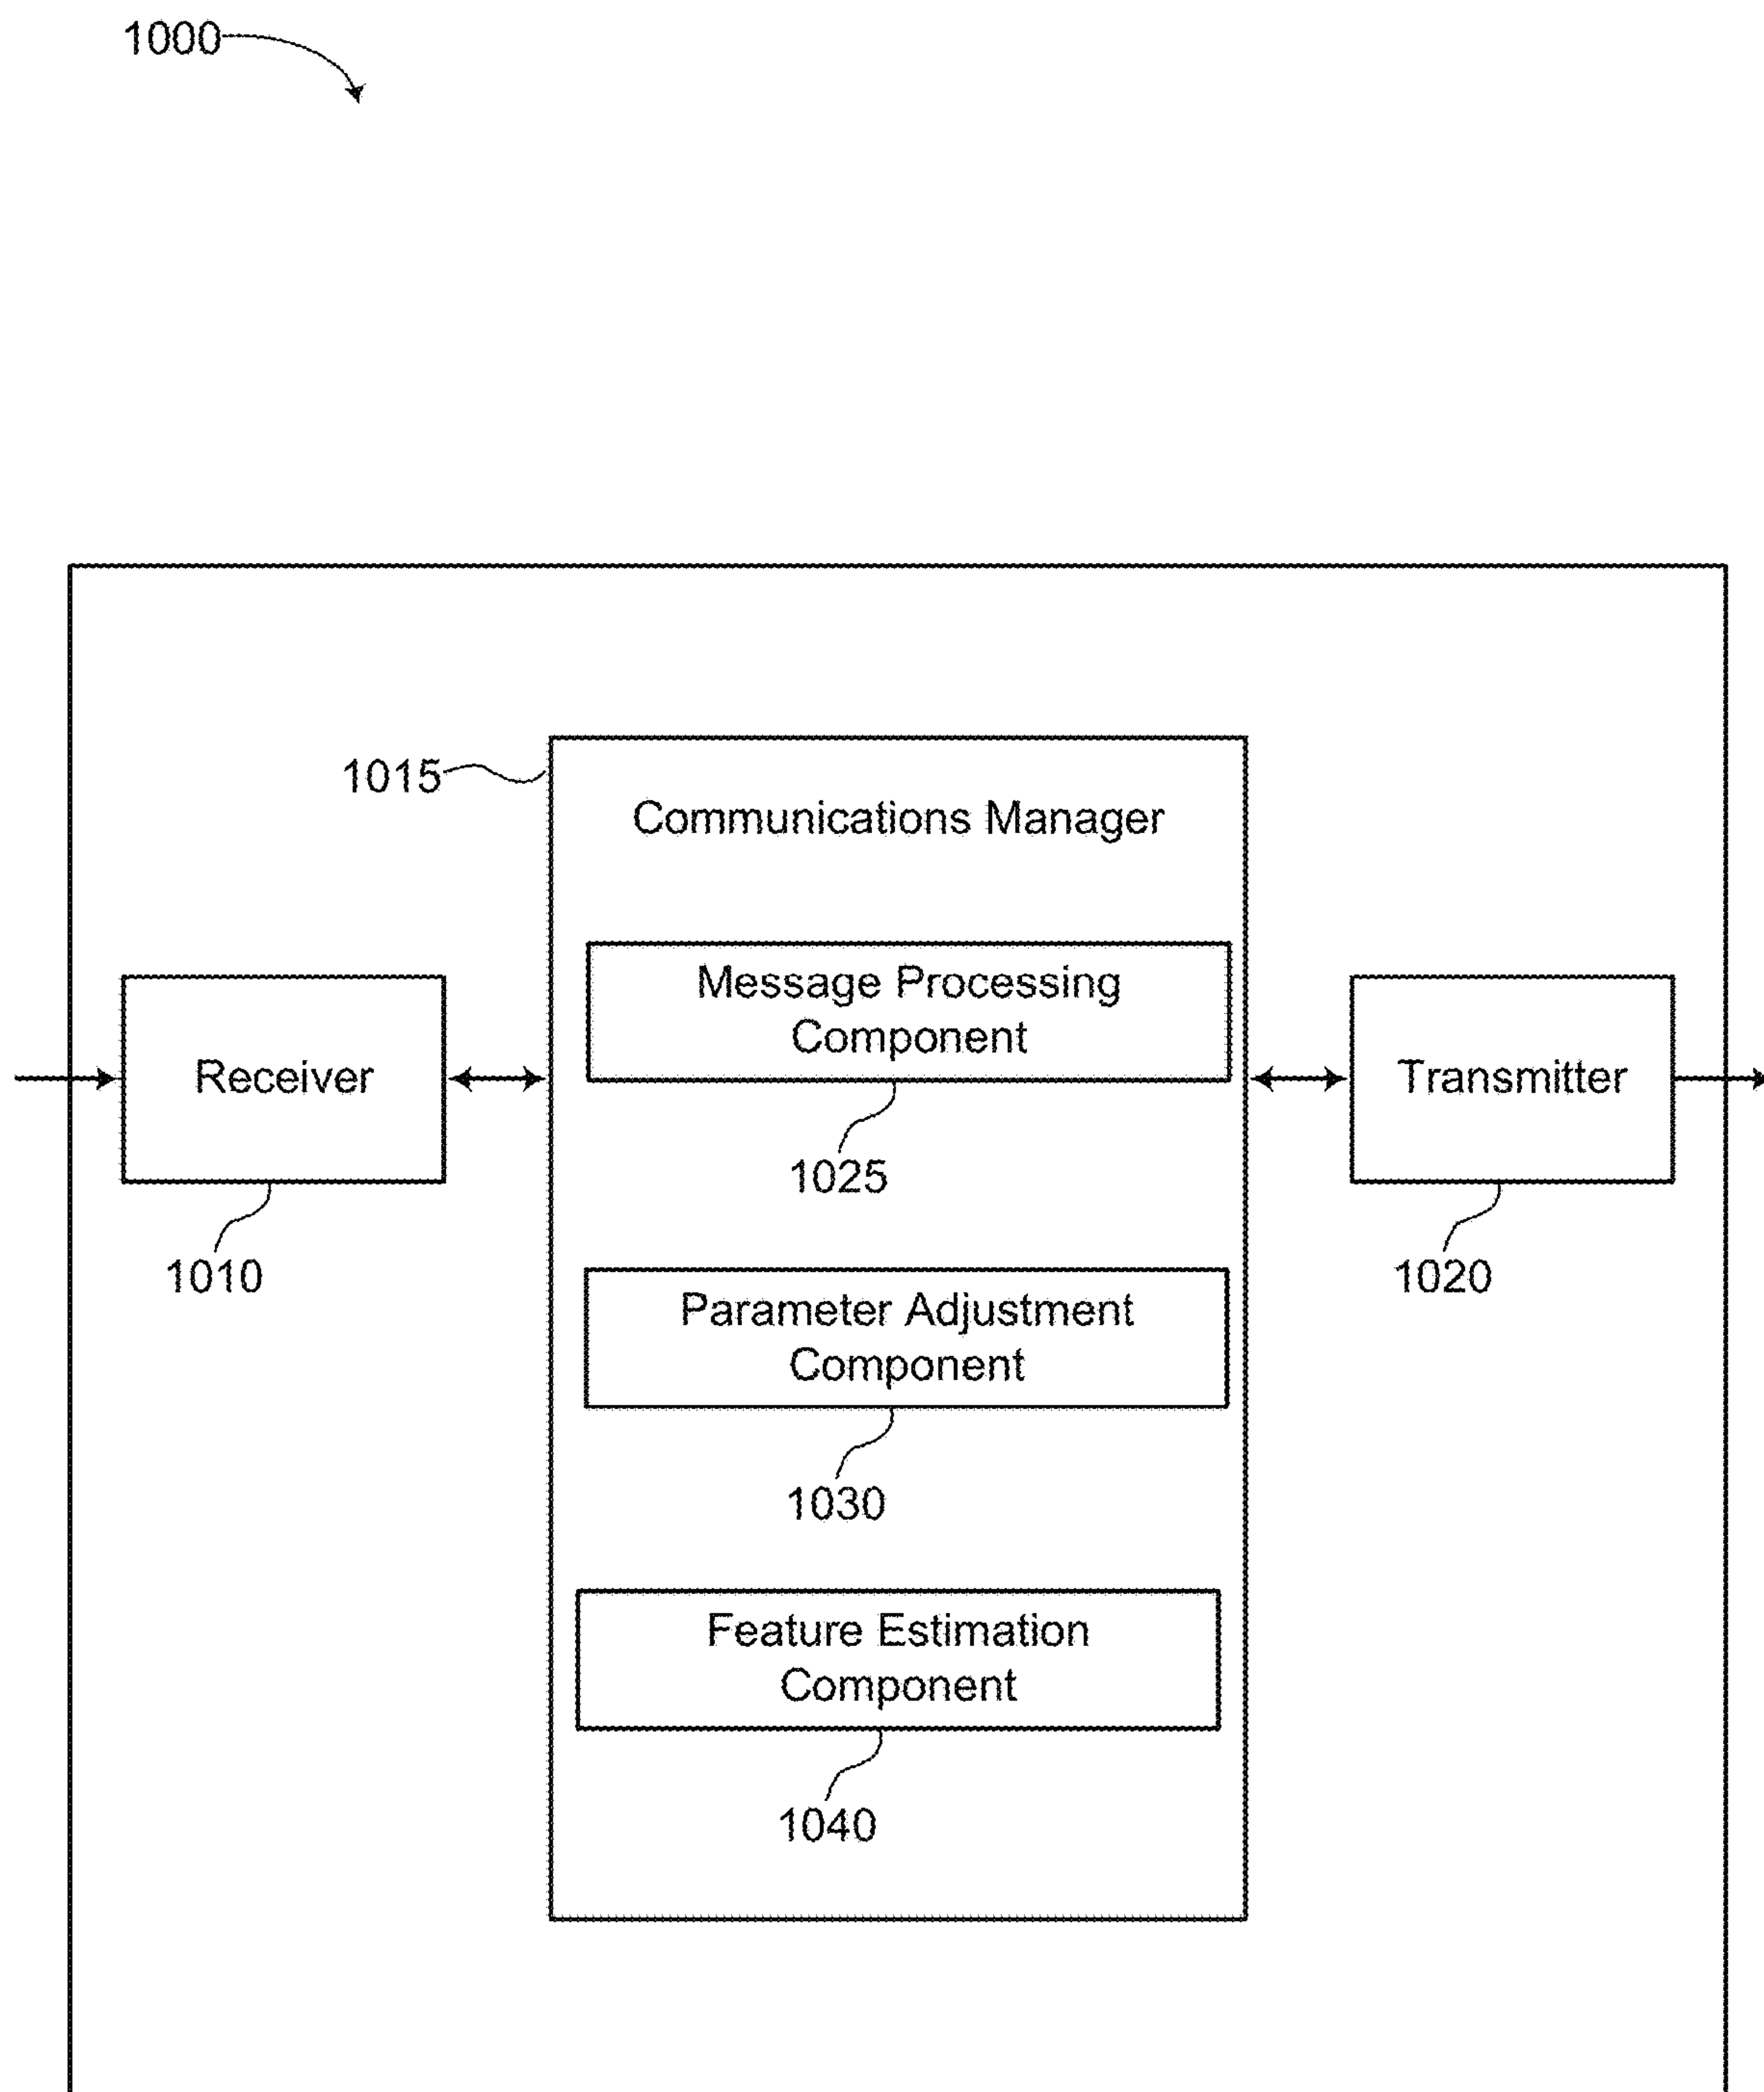 1000
1015
Communications Manager
Message Processing
Component
1025
Receiver
1010
Transmitter
1020
Parameter Adjustment
Component
1030
Feature Estimation
Component
1040